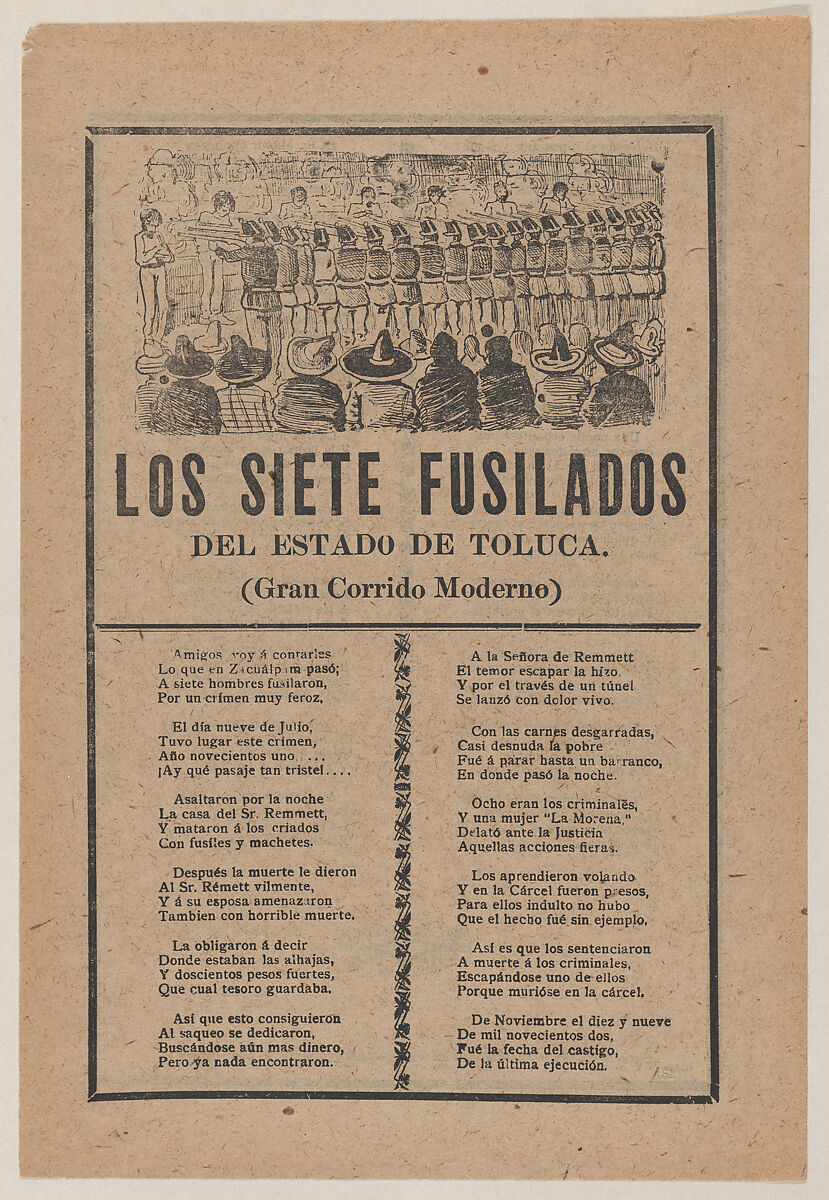 LOS SIETE FUSILADOS
DEL ESTADO DE TOLUCA.
(Gran Corrido Moderno)
Amigos voy á contarles
Lo que en Zacuálpam pasó;
A siete hombres fusilaron,
Por un crímen muy feroz.
El día nueve de Julio,
Tuvo lugar este crimen,
Año novecientos uno....
¡Ay qué pasaje tan triste!....
Asaltaron por la noche
La casa del Sr. Remmett,
Y mataron á los criados
Con fusiles y machetes.
Después la muerte le dieron
Al Sr. Rémett vilmente,
Y á su esposa amenazaron
Tambien con horrible muerte.
La obligaron á decir
Donde estaban las alhajas,
Y doscientos pesos fuertes,
Que cual tesoro guardaba.
Así que esto consiguieron
Al saqueo se dedicaron,
Buscándose aún mas dinero,
Pero ya nada encontraron.
A la Señora de Remmett
El temor escapar la hizo,
Y por el través de un túnel
Se lanzó con dolor vivo.
Con las carnes desgarradas,
Casi desnuda la pobre
Fué á parar hasta un barranco,
En donde pasó la noche.
Ocho eran los criminales,
Y una mujer "La Morena,"
Delató ante la Justicia
Aquellas acciones fieras.
Los aprendieron volando
Y en la Cárcel fueron presos,
Para ellos indulto no hubo
Que el hecho fué sin ejemplo.
Así es que los sentenciaron
A muerte á los criminales,
Escapándose uno de ellos
Porque murióse en la cárcel.
De Noviembre el diez y nueve
De mil novecientos dos,
Fué la fecha del castigo,
De la última ejecución.